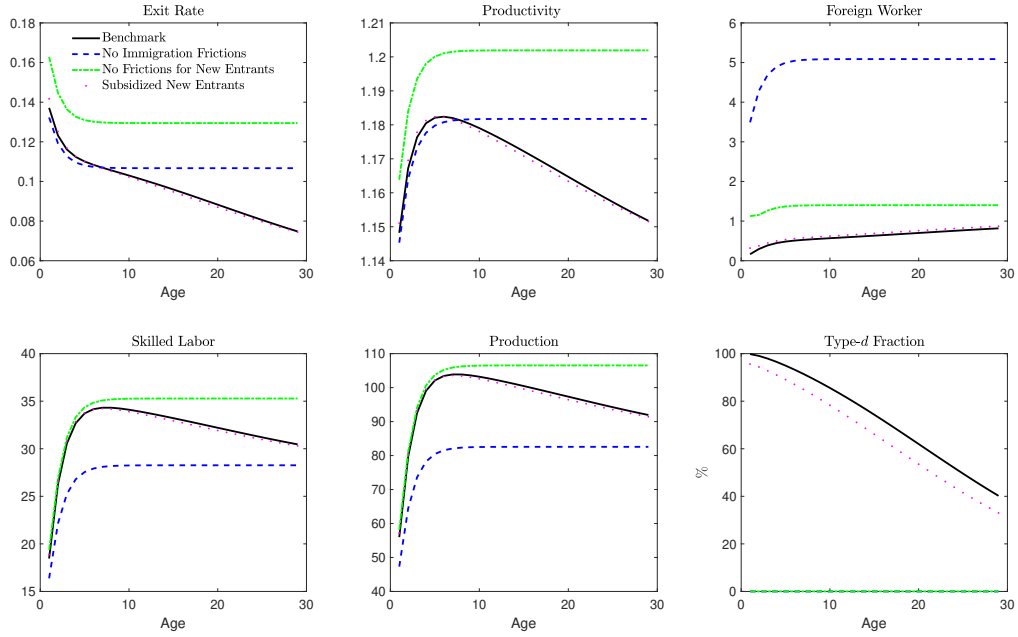 Exit Rate
0.18
0.16
0.14
0.12
0.1
0.08
0.06
0 10 20 30
Age
Benchmark
No Immigration Frictions
No Frictions for New Entrants
Subsidized New Entrants
Productivity
1.21
1.2
1.19
1.18
1.17
1.16
1.15
1.14
0 10 20 30
Age
Foreign Worker
6
5
4
3
2
1
0
0 10 20 30
Age
Skilled Labor
40
35
30
25
20
15
0 10 20 30
Age
Production
110
100
90
80
70
60
50
40
0 10 20 30
Age
Type-d Fraction
100
80
60
40
20
0
%
0 10 20 30
Age